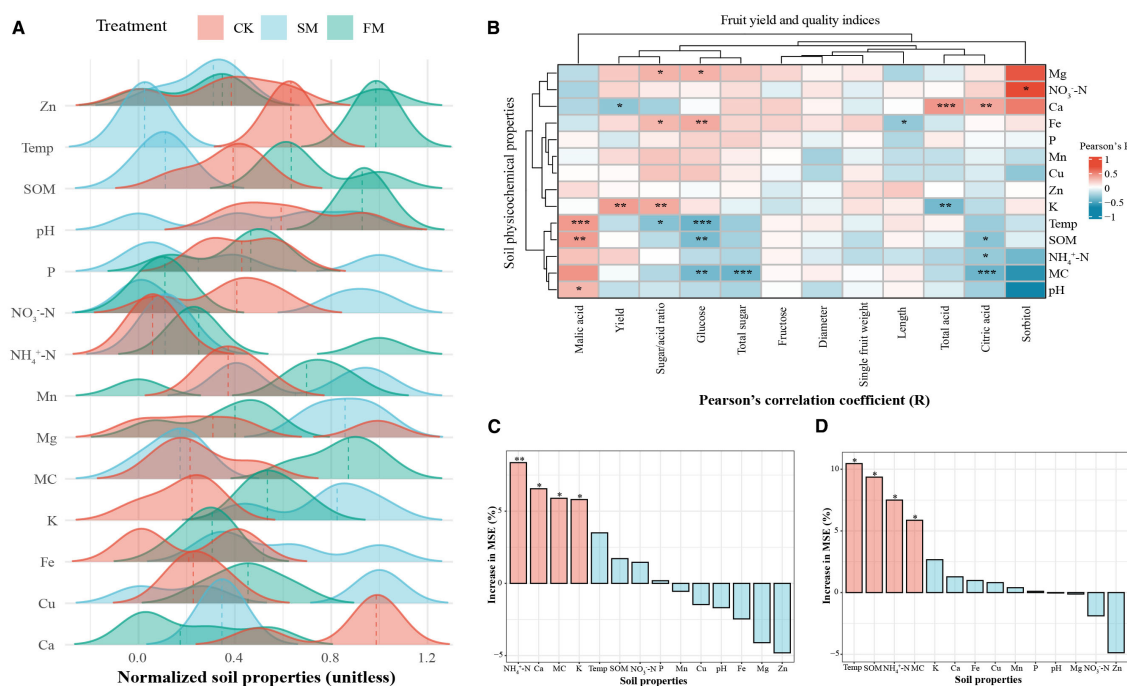 A
Treatment
CK
SM
FM
Zn
Temp
SOM
pH
P
NO₃⁻-N
NH₄⁺-N
Mn
Mg
MC
K
Fe
Cu
Ca
0.0 0.4 0.8 1.2
Normalized soil properties (unitless)
B
Fruit yield and quality indices
Soil physicochemical properties
* * Mg
* NO₃⁻-N
* *** ** Ca
* ** * Fe
P
Mn
Cu
Zn
** ** ** K
*** * *** Temp
** ** * SOM
* NH₄⁺-N
** *** *** MC
* pH
Malic acid
Yield
Sugar/acid ratio
Glucose
Total sugar
Fructose
Diameter
Single fruit weight
Length
Total acid
Citric acid
Sorbitol
Pearson's correlation coefficient (R)
Pearson's R
1
0.5
0
−0.5
−1
C
Increase in MSE (%)
5
0
−5
** * * *
NH₄⁺-N Ca MC K Temp SOM NO₃⁻-N P Mn Cu pH Fe Mg Zn
Soil properties
D
Increase in MSE (%)
10
5
0
−5
* * * *
Temp SOM NH₄⁺-N MC K Ca Fe Cu Mn P pH Mg NO₃⁻-N Zn
Soil properties